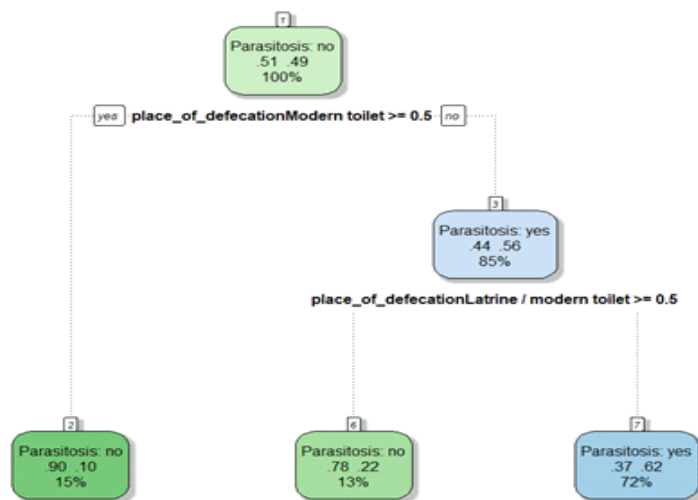 1
Parasitosis: no
.51 .49
100%
yes place_of_defecationModern toilet >= 0.5 no
3
Parasitosis: yes
.44 .56
85%
place_of_defecationLatrine / modern toilet >= 0.5
2
Parasitosis: no
.90 .10
15%
6
Parasitosis: no
.78 .22
13%
7
Parasitosis: yes
.37 .62
72%